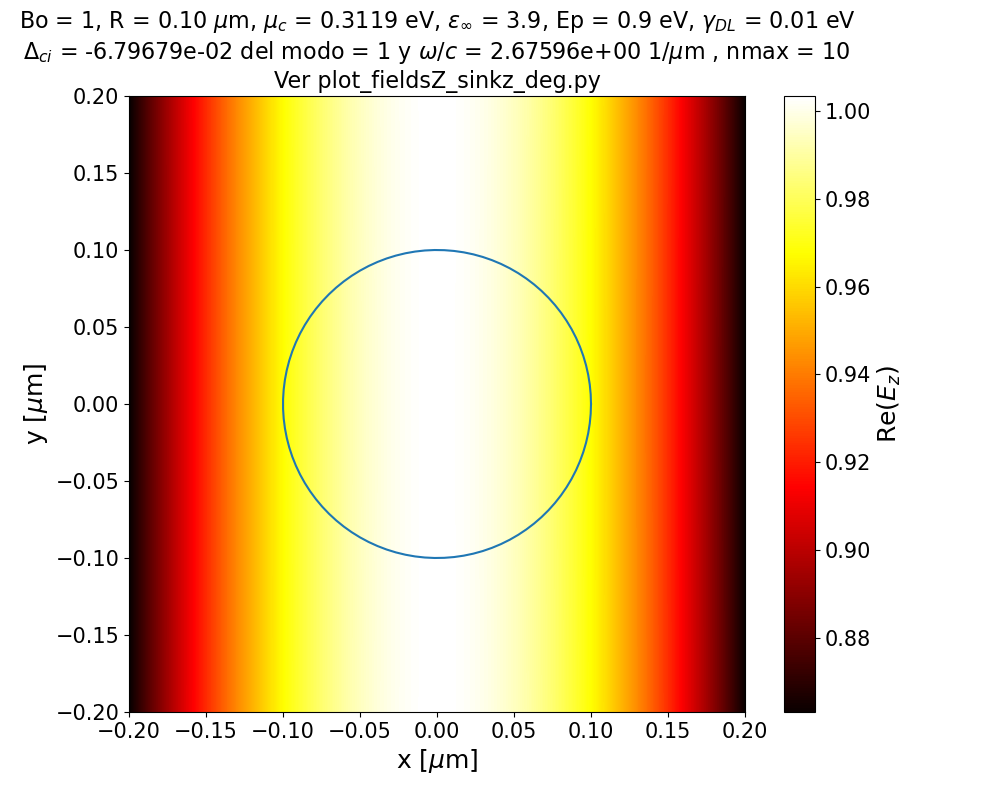 Bo = 1, R = 0.10 μm, μ_c = 0.3119 eV, ε_∞ = 3.9, Ep = 0.9 eV, γ_DL = 0.01 eV
Δ_ci = -6.79679e-02 del modo = 1 y ω/c = 2.67596e+00 1/μm , nmax = 10
Ver plot_fieldsZ_sinkz_deg.py
0.20
0.15
0.10
0.05
0.00
−0.05
−0.10
−0.15
−0.20
y [μm]
−0.20 −0.15 −0.10 −0.05 0.00 0.05 0.10 0.15 0.20
x [μm]
1.00
0.98
0.96
0.94
0.92
0.90
0.88
Re(E_z)